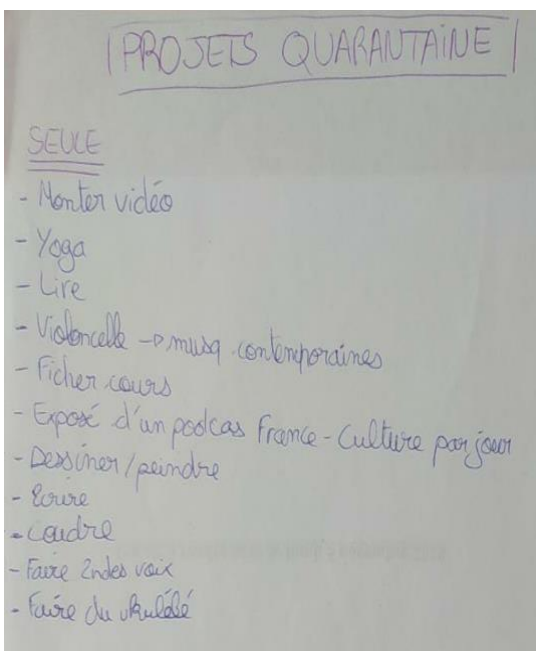 PROJETS QUARANTAINE
SEULE
- Monter vidéo
- Yoga
- Lire
- Violoncelle → musq contemporaines
- Ficher cours
- Exposé d'un podcas France-Culture par jour
- Dessiner/peindre
- Écrire
- Coudre
- Faire 2ndes voix
- Faire du ukulélé